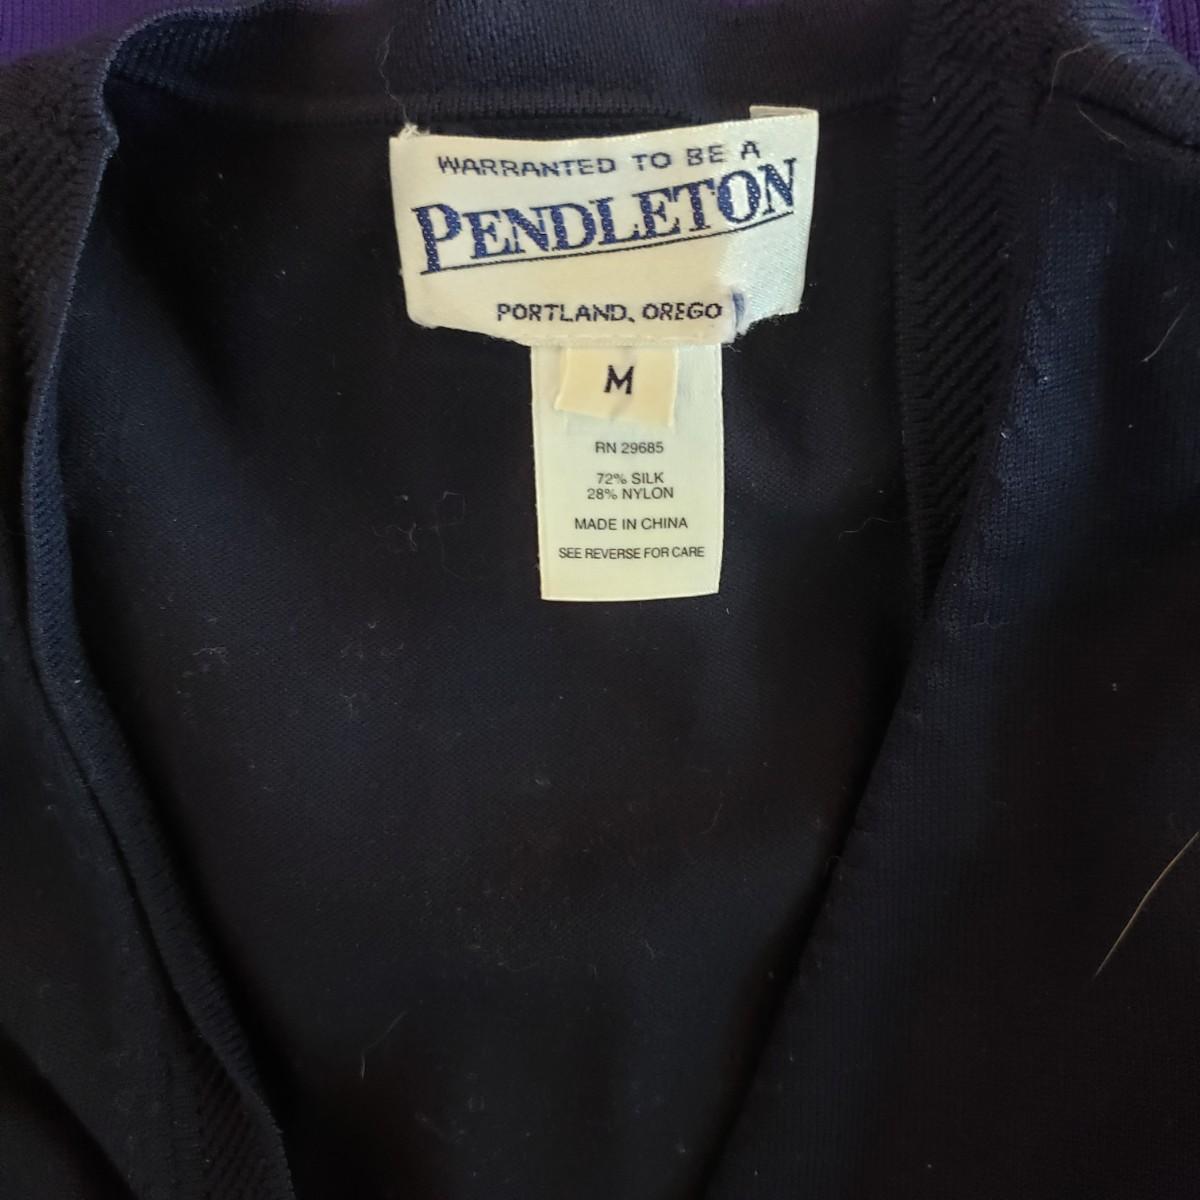 WARRANTED TO BE A
PENDLETON
PORTLAND, OREGO
M
RN 29685
72% SILK
28% NYLON
MADE IN CHINA
SEE REVERSE FOR CARE